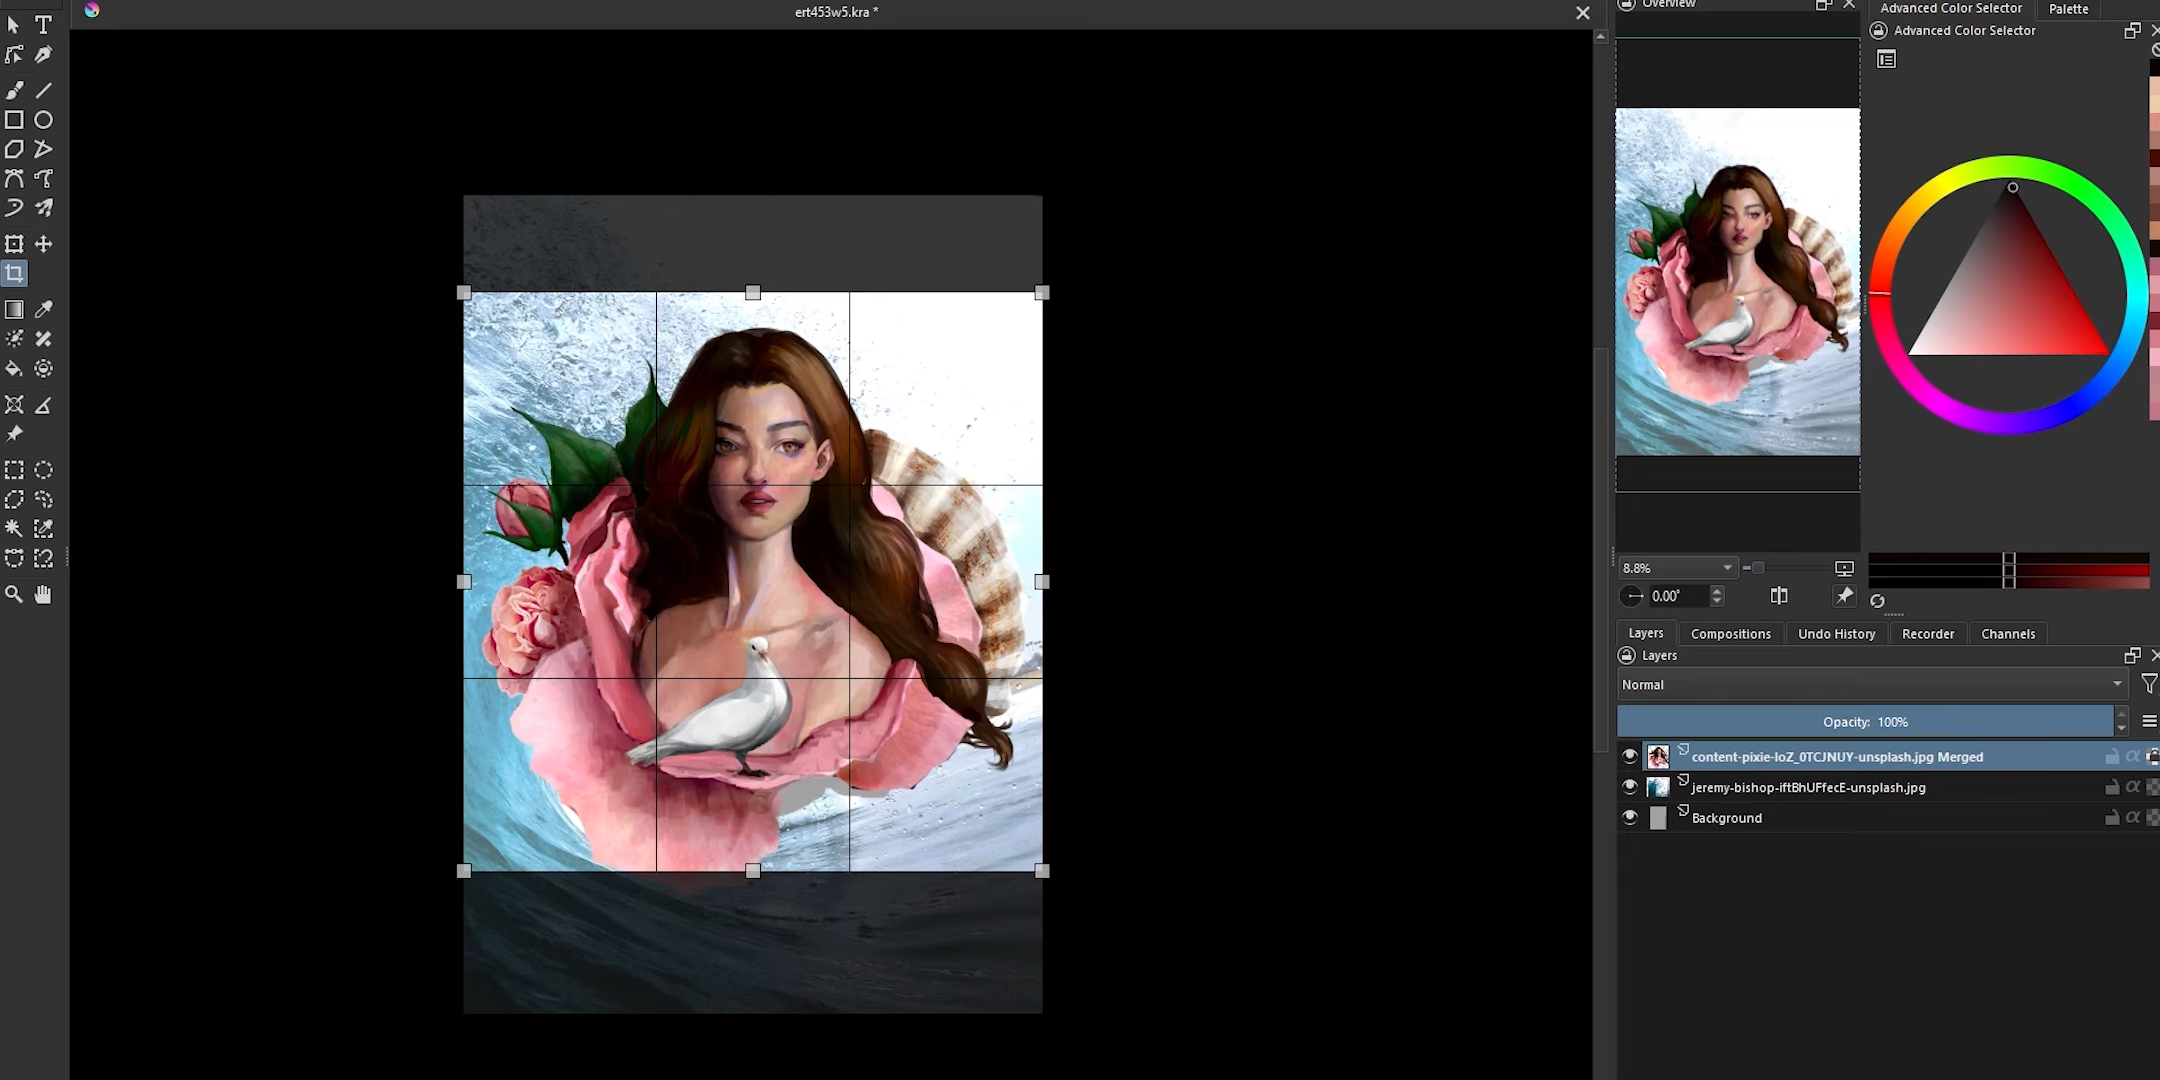 ert453w5.kra *
Overview
Advanced Color Selector
Palette
Advanced Color Selector
8.8%
0.00°
Layers
Compositions
Undo History
Recorder
Channels
Layers
Normal
Opacity: 100%
content-pixie-IoZ_0TCJNUY-unsplash.jpg Merged
jeremy-bishop-iftBhUFfecE-unsplash.jpg
Background